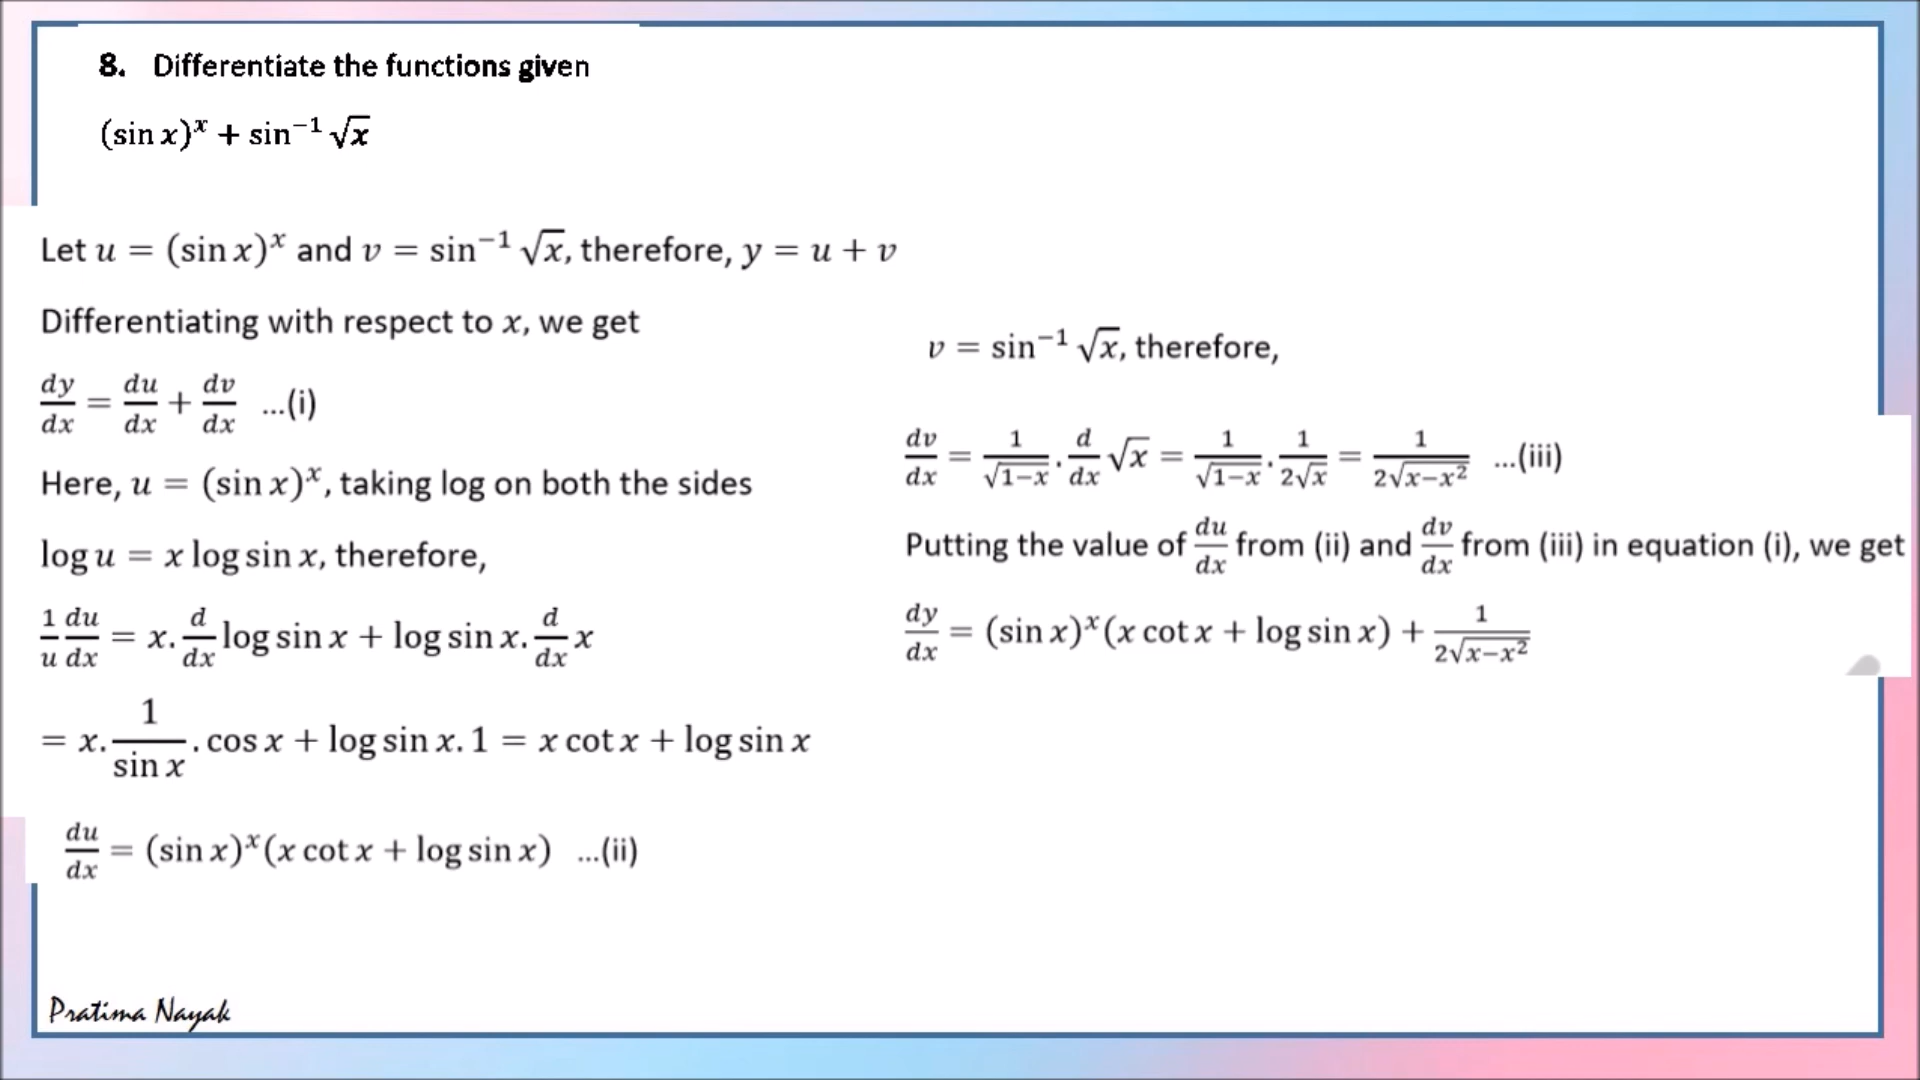 8. Differentiate the functions given
(sin x)ˣ + sin⁻¹ √x
Let u = (sin x)ˣ and v = sin⁻¹ √x, therefore, y = u + v
Differentiating with respect to x, we get
dy/dx = du/dx + dv/dx ...(i)
Here, u = (sin x)ˣ, taking log on both the sides
log u = x log sin x, therefore,
1/u du/dx = x. d/dx log sin x + log sin x. d/dx x
= x. 1/sin x . cos x + log sin x. 1 = x cot x + log sin x
du/dx = (sin x)ˣ(x cot x + log sin x) ...(ii)
v = sin⁻¹ √x, therefore,
dv/dx = 1/√(1−x) . d/dx √x = 1/√(1−x) . 1/2√x = 1/2√(x−x²) ...(iii)
Putting the value of du/dx from (ii) and dv/dx from (iii) in equation (i), we get
dy/dx = (sin x)ˣ(x cot x + log sin x) + 1/2√(x−x²)
Pratima Nayak